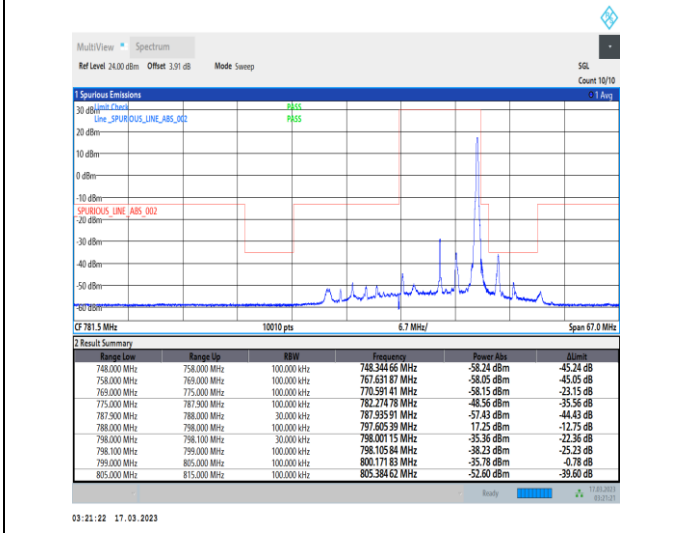 MultiView Spectrum
Ref Level 24.00 dBm Offset 3.91 dB Mode Sweep SGL
Count 10/10
1 Spurious Emissions 1 Avg
30 dBm Limit Check PASS
Line _SPURIOUS_LINE_ABS_002 PASS
20 dBm
10 dBm
0 dBm
-10 dBm
SPURIOUS_LINE_ABS_002
-20 dBm
-30 dBm
-40 dBm
-50 dBm
-60 dBm
CF 781.5 MHz 10010 pts 6.7 MHz/ Span 67.0 MHz
2 Result Summary
Range Low Range Up RBW Frequency Power Abs ΔLimit
748.000 MHz 758.000 MHz 100.000 kHz 748.344 66 MHz -58.24 dBm -45.24 dB
758.000 MHz 769.000 MHz 100.000 kHz 767.631 87 MHz -58.05 dBm -45.05 dB
769.000 MHz 775.000 MHz 100.000 kHz 770.591 41 MHz -58.15 dBm -23.15 dB
775.000 MHz 787.900 MHz 100.000 kHz 782.274 78 MHz -48.56 dBm -35.56 dB
787.900 MHz 788.000 MHz 30.000 kHz 787.935 91 MHz -57.43 dBm -44.43 dB
788.000 MHz 798.000 MHz 100.000 kHz 797.605 39 MHz 17.25 dBm -12.75 dB
798.000 MHz 798.100 MHz 30.000 kHz 798.001 15 MHz -35.36 dBm -22.36 dB
798.100 MHz 799.000 MHz 100.000 kHz 798.105 84 MHz -38.23 dBm -25.23 dB
799.000 MHz 805.000 MHz 100.000 kHz 800.171 83 MHz -35.78 dBm -0.78 dB
805.000 MHz 815.000 MHz 100.000 kHz 805.384 62 MHz -52.60 dBm -39.60 dB
Ready 17.03.2023
03:21:21
03:21:22 17.03.2023